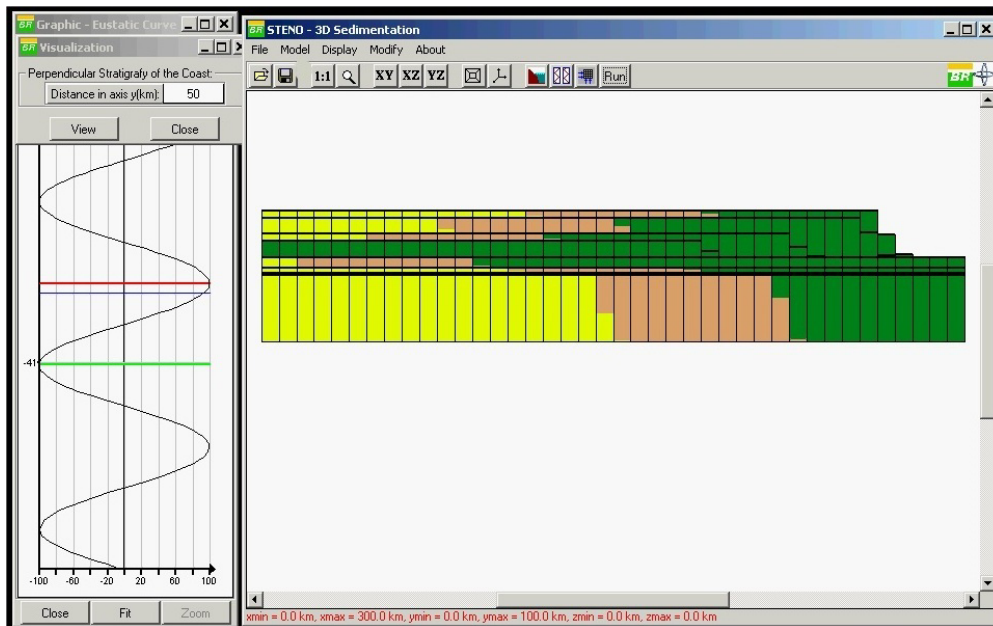 BR Graphic - Eustatic Curve
BR Visualization
Perpendicular Stratigrafy of the Coast:
Distance in axis y(km): 50
View Close
-41
-100 -60 -20 20 60 100
Close Fit Zoom
BR STENO - 3D Sedimentation
File Model Display Modify About
1:1 XY XZ YZ Run BR
xmin = 0.0 km, xmax = 300.0 km, ymin = 0.0 km, ymax = 100.0 km, zmin = 0.0 km, zmax = 0.0 km